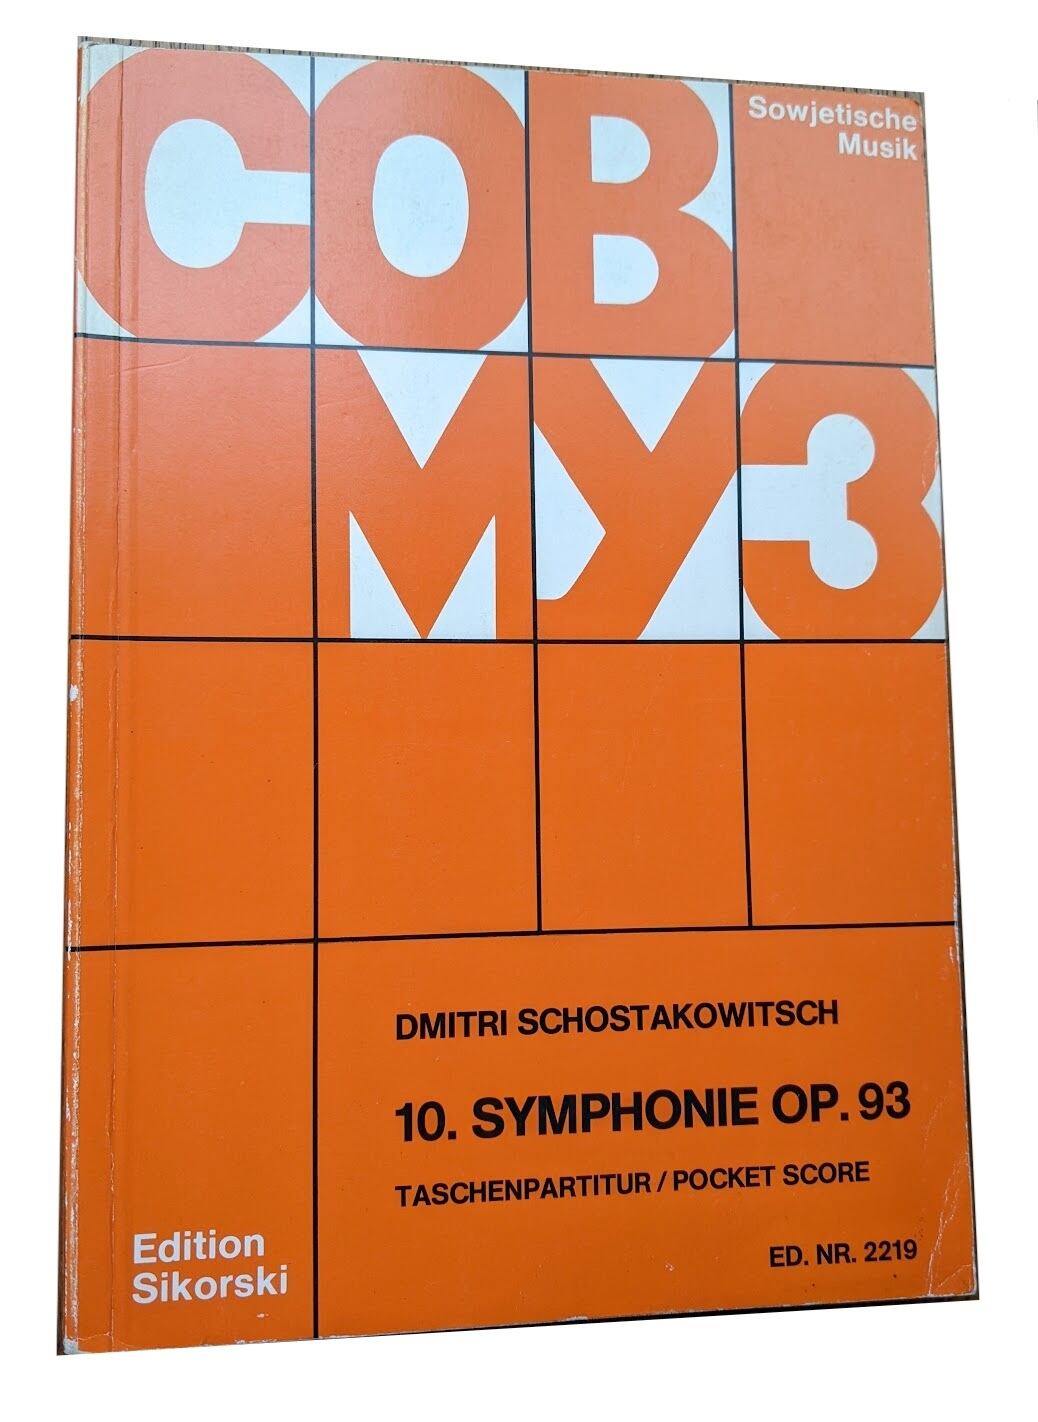 СОВ
Sowjetische
Musik
МУЗ
DMITRI SCHOSTAKOWITSCH
10. SYMPHONIE OP. 93
TASCHENPARTITUR / POCKET SCORE
ED. NR. 2219
Edition
Sikorski